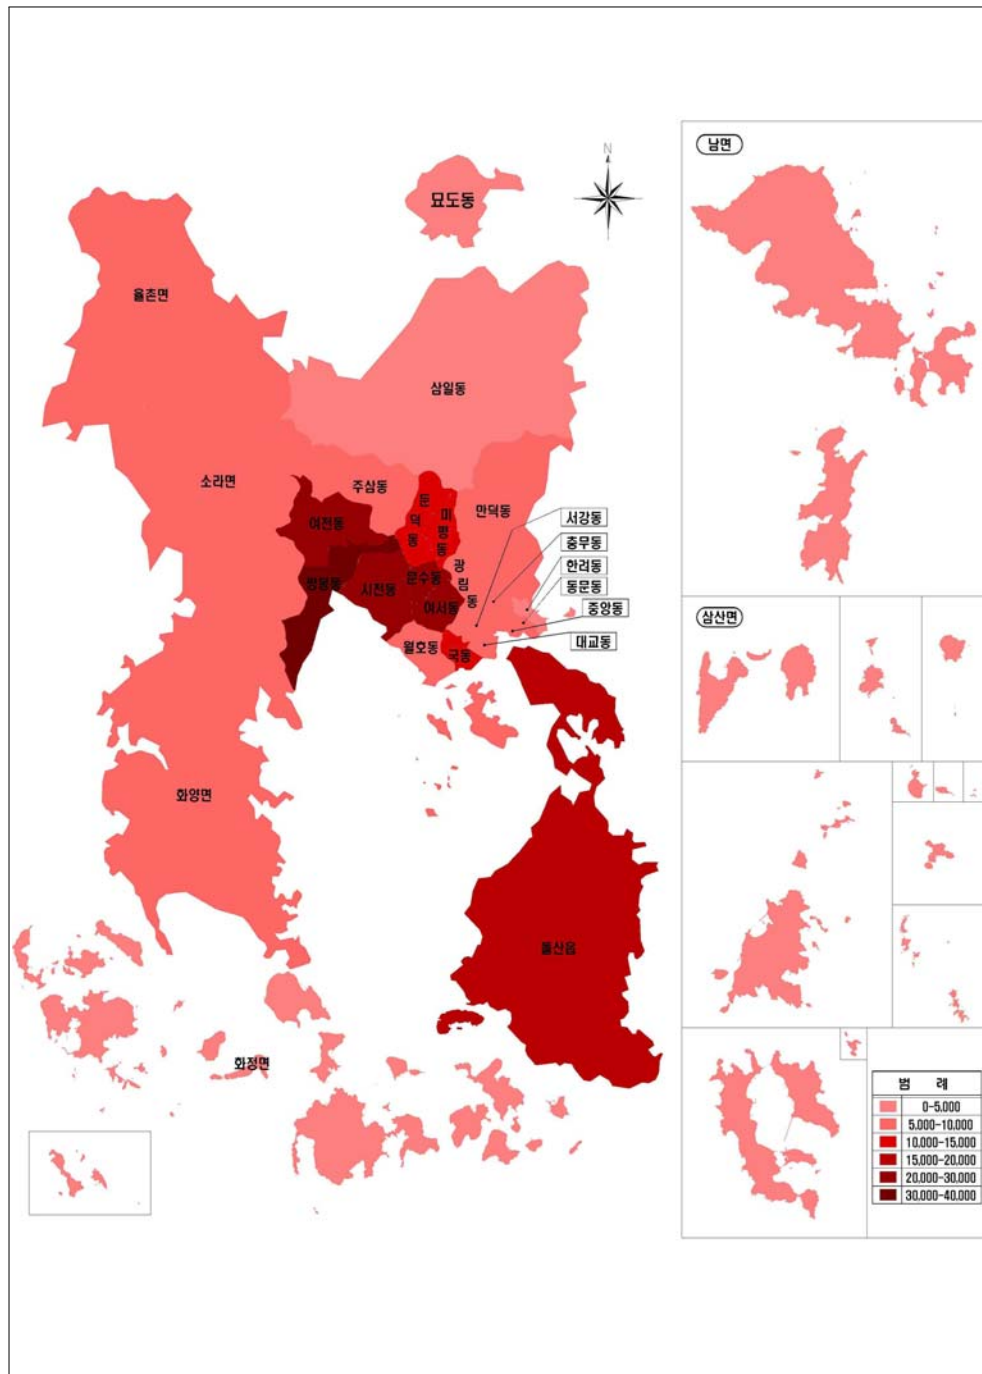 남면
N
묘도동
율촌면
삼일동
소라면
주삼동
둔덕동
미평동
만덕동
서강동
여천동
충무동
광림동
한려동
쌍봉동
시전동
문수동
동문동
여서동
중앙동
삼산면
월호동
국동
대교동
화양면
돌산읍
화정면
범 례
0-5,000
5,000-10,000
10,000-15,000
15,000-20,000
20,000-30,000
30,000-40,000